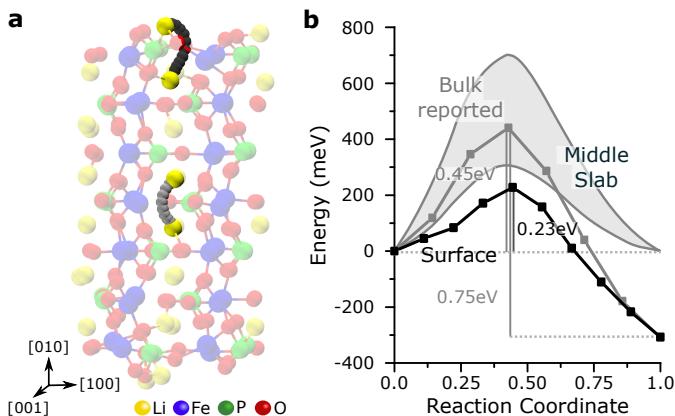 a
[010]
[100]
[001]
Li Fe P O
b
Energy (meV)
800
600
400
200
0
-200
-400
Bulk
reported
Middle
Slab
0.45eV
0.23eV
Surface
0.75eV
0.0 0.25 0.5 0.75 1.0
Reaction Coordinate